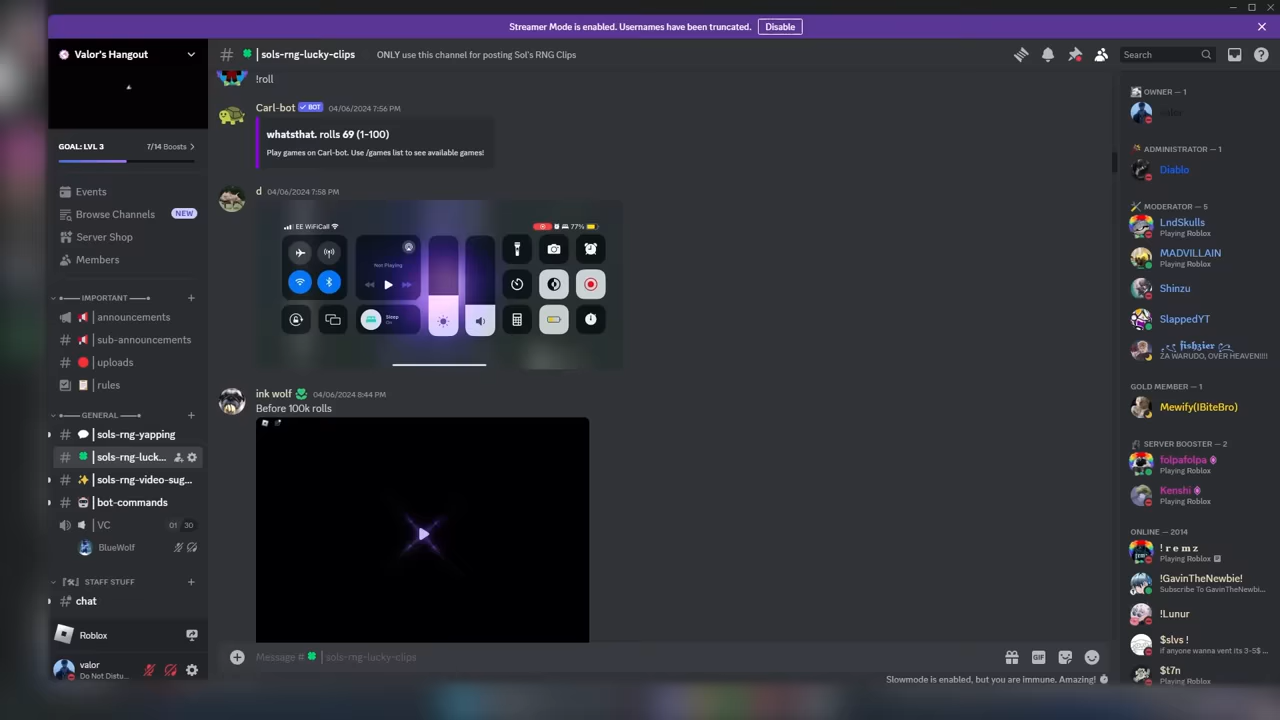 Streamer Mode is enabled. Usernames have been truncated. Disable
Valor's Hangout
GOAL: LVL 3 7/14 Boosts
Events
Browse Channels NEW
Server Shop
Members
IMPORTANT
announcements
sub-announcements
uploads
rules
GENERAL
sols-rng-yapping
sols-rng-luck...
sols-rng-video-sug...
bot-commands
VC 01 30
BlueWolf
STAFF STUFF
chat
Roblox
valor
Do Not Distu...
# | sols-rng-lucky-clips ONLY use this channel for posting Sol's RNG Clips
Search
!roll
Carl-bot BOT 04/06/2024 7:56 PM
whatsthat. rolls 69 (1-100)
Play games on Carl-bot. Use /games list to see available games!
d 04/06/2024 7:58 PM
EE WiFiCall 77%
Not Playing
Sleep
On
ink wolf 04/06/2024 8:44 PM
Before 100k rolls
Message # | sols-rng-lucky-clips
GIF
Slowmode is enabled, but you are immune. Amazing!
OWNER — 1
valor
ADMINISTRATOR — 1
Diablo
MODERATOR — 5
LndSkulls
Playing Roblox
MADVILLAIN
Playing Roblox
Shinzu
SlappedYT
fishzier
ZA WARUDO, OVER HEAVEN!!!!
GOLD MEMBER — 1
Mewify(IBiteBro)
SERVER BOOSTER — 2
folpafolpa
Playing Roblox
Kenshi
Playing Roblox
ONLINE — 2014
! r e m z
Playing Roblox
!GavinTheNewbie!
Subscribe To GavinTheNewbi...
!Lunur
$slvs !
if anyone wanna vent its 3-5$ ...
$t7n
Playing Roblox